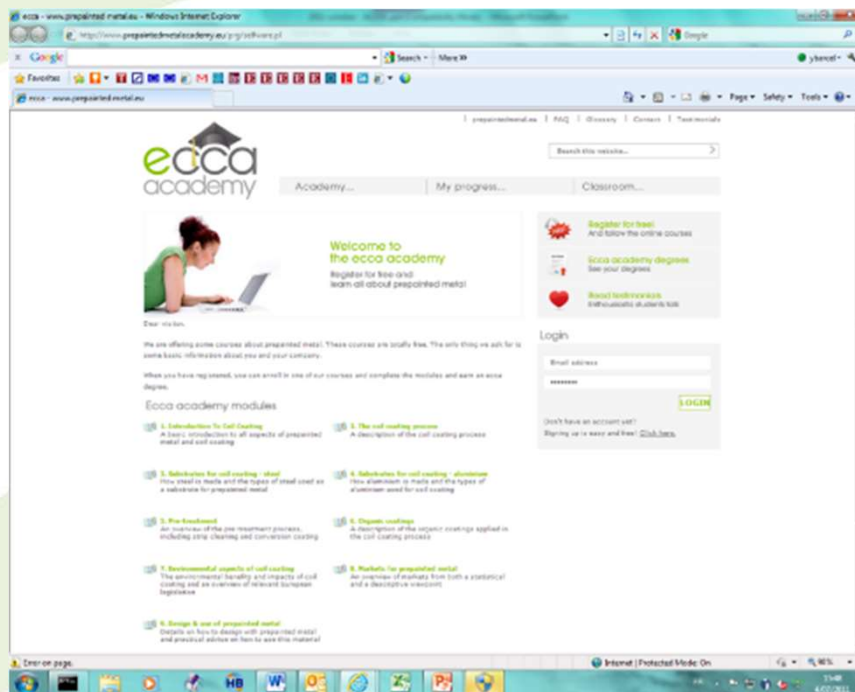 ecca - www.prepainted metal.eu - Windows Internet Explorer
http://www.prepaintedmetalacademy.eu
Google
Search
More »
Favorites
ecca - www.prepainted metal.eu
Page
Safety
Tools
prepaintedmetal.eu | FAQ | Glossary | Contact | Testimonials
ecca
academy
Search this website...
Academy...
My progress...
Classroom...
Welcome to
the ecca academy
Register for free and
learn all about prepainted metal
Register for free!
And follow the online courses
Ecca academy degrees
See your degrees
Read testimonials
Enthusiastic students talk
Dear visitor,
We are offering some courses about prepainted metal. These courses are totally free. The only thing we ask for is
some basic information about you and your company.
When you have registered, you can enroll in one of our courses and complete the modules and earn an ecca
degree.
Login
Email address
LOGIN
Don't have an account yet?
Signing up is easy and free! Click here.
Ecca academy modules
1. Introduction To Coil Coating
A basic introduction to all aspects of prepainted
metal and coil coating
2. The coil coating process
A description of the coil coating process
3. Substrates for coil coating - steel
How steel is made and the types of steel used as
a substrate for prepainted metal
4. Substrates for coil coating - aluminium
How aluminium is made and the types of
aluminium used for coil coating
5. Pre-treatment
An overview of the pre-treatment process,
including strip cleaning and conversion coating
6. Organic coatings
A description of the organic coatings applied in
the coil coating process
7. Environmental aspects of coil coating
The environmental benefits and impacts of coil
coating and an overview of relevant European
legislation
8. Markets for prepainted metal
An overview of markets from both a statistical
and a descriptive viewpoint
9. Design & use of prepainted metal
Details on how to design with prepainted metal
and practical advice on how to use this material
Error on page.
Internet | Protected Mode: On
90%
15:48